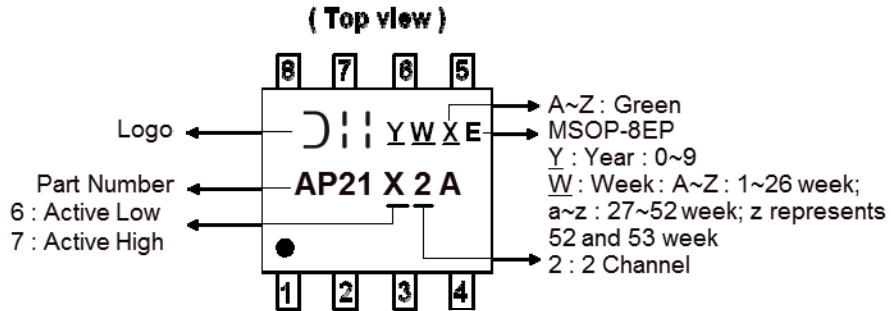 ( Top view )
8 7 6 5
Logo
Y W X E
A~Z : Green
MSOP-8EP
Y : Year : 0~9
W : Week : A~Z : 1~26 week;
a~z : 27~52 week; z represents
52 and 53 week
2 : 2 Channel
Part Number
AP21 X 2 A
6 : Active Low
7 : Active High
1 2 3 4